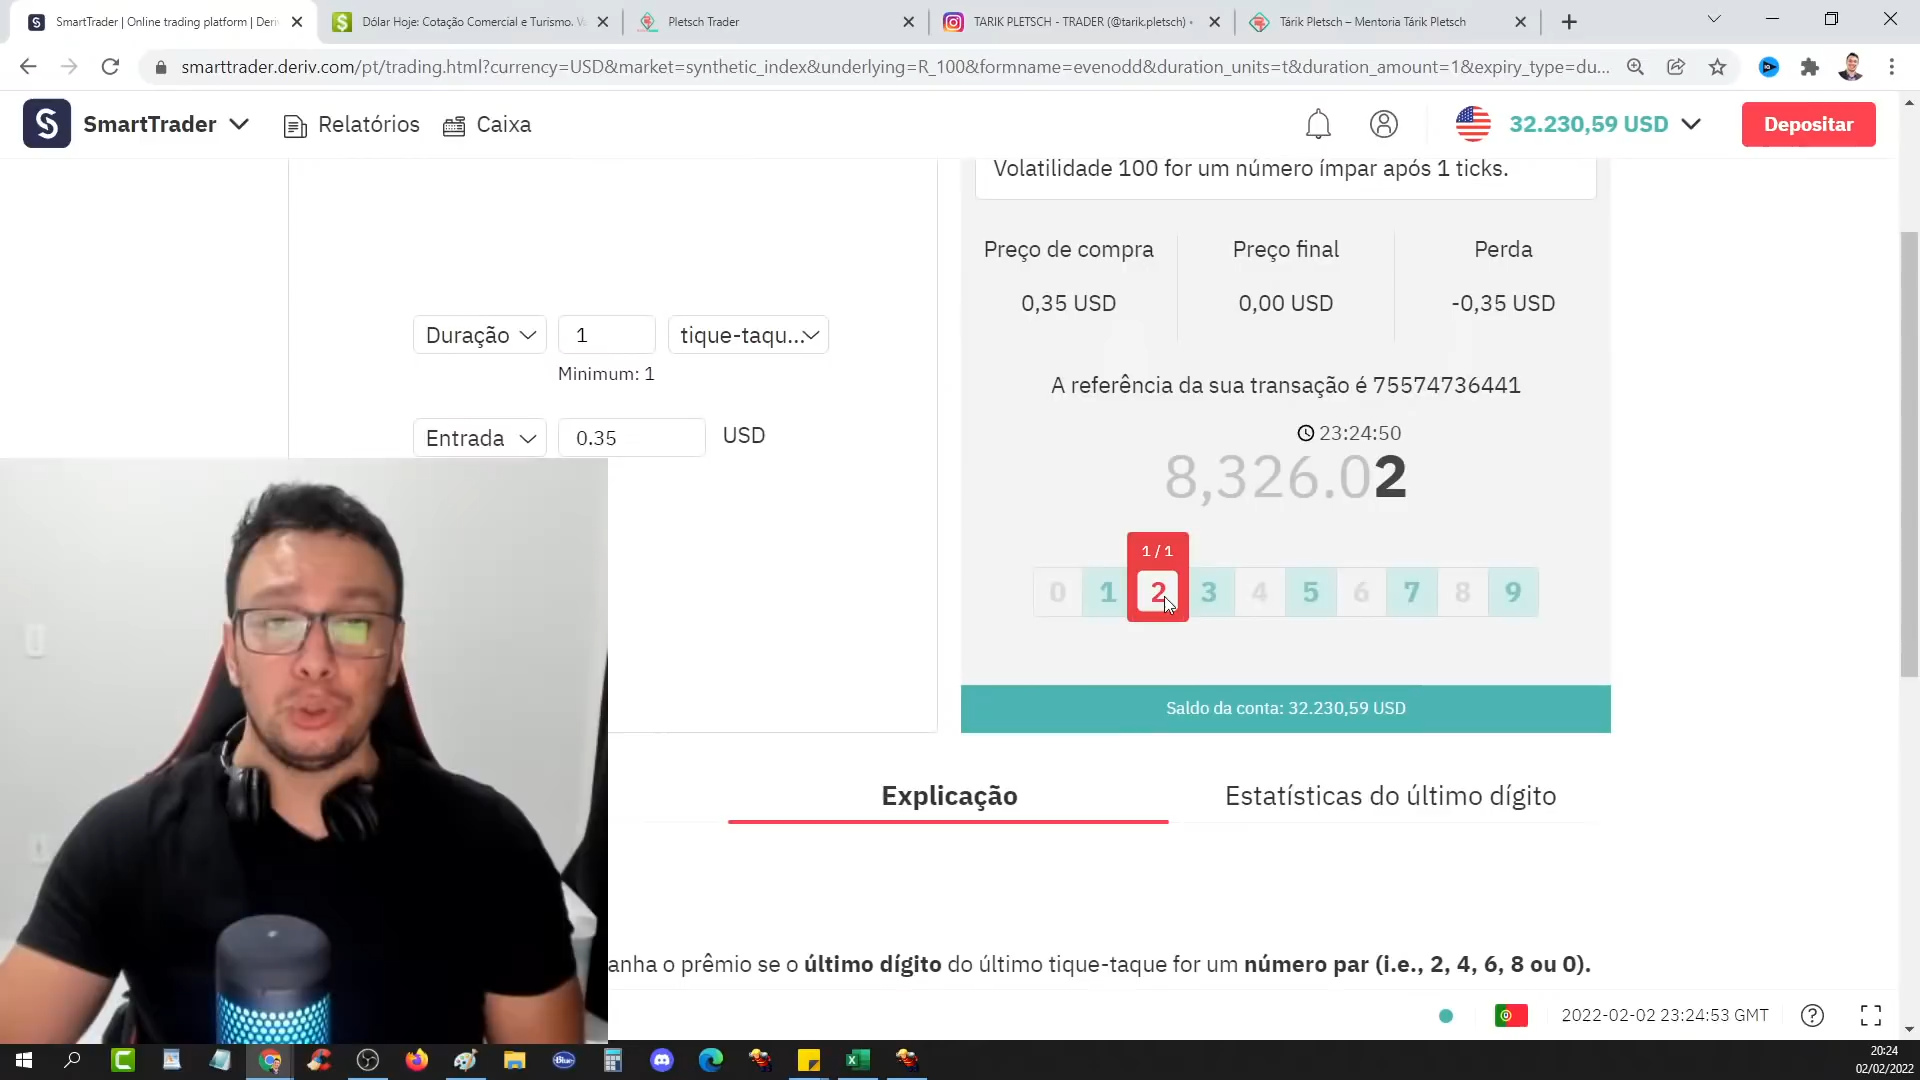 SmartTrader | Online trading platform | Deri
Dólar Hoje: Cotação Comercial e Turismo. V
Pletsch Trader
TARIK PLETSCH - TRADER (@tarik.pletsch) •
Tárik Pletsch – Mentoria Tárik Pletsch
smarttrader.deriv.com/pt/trading.html?currency=USD&market=synthetic_index&underlying=R_100&formname=evenodd&duration_units=t&duration_amount=1&expiry_type=du...
SmartTrader
Relatórios
Caixa
32.230,59 USD
Depositar
Volatilidade 100 for um número ímpar após 1 ticks.
Preço de compra
Preço final
Perda
0,35 USD
0,00 USD
-0,35 USD
Duração
1
tique-taqu...
Minimum: 1
A referência da sua transação é 75574736441
Entrada
0.35
USD
23:24:50
8,326.02
1 / 1
0 1 2 3 4 5 6 7 8 9
Saldo da conta: 32.230,59 USD
Explicação
Estatísticas do último dígito
anha o prêmio se o último dígito do último tique-taque for um número par (i.e., 2, 4, 6, 8 ou 0).
2022-02-02 23:24:53 GMT
Blue
20:24
02/02/2022